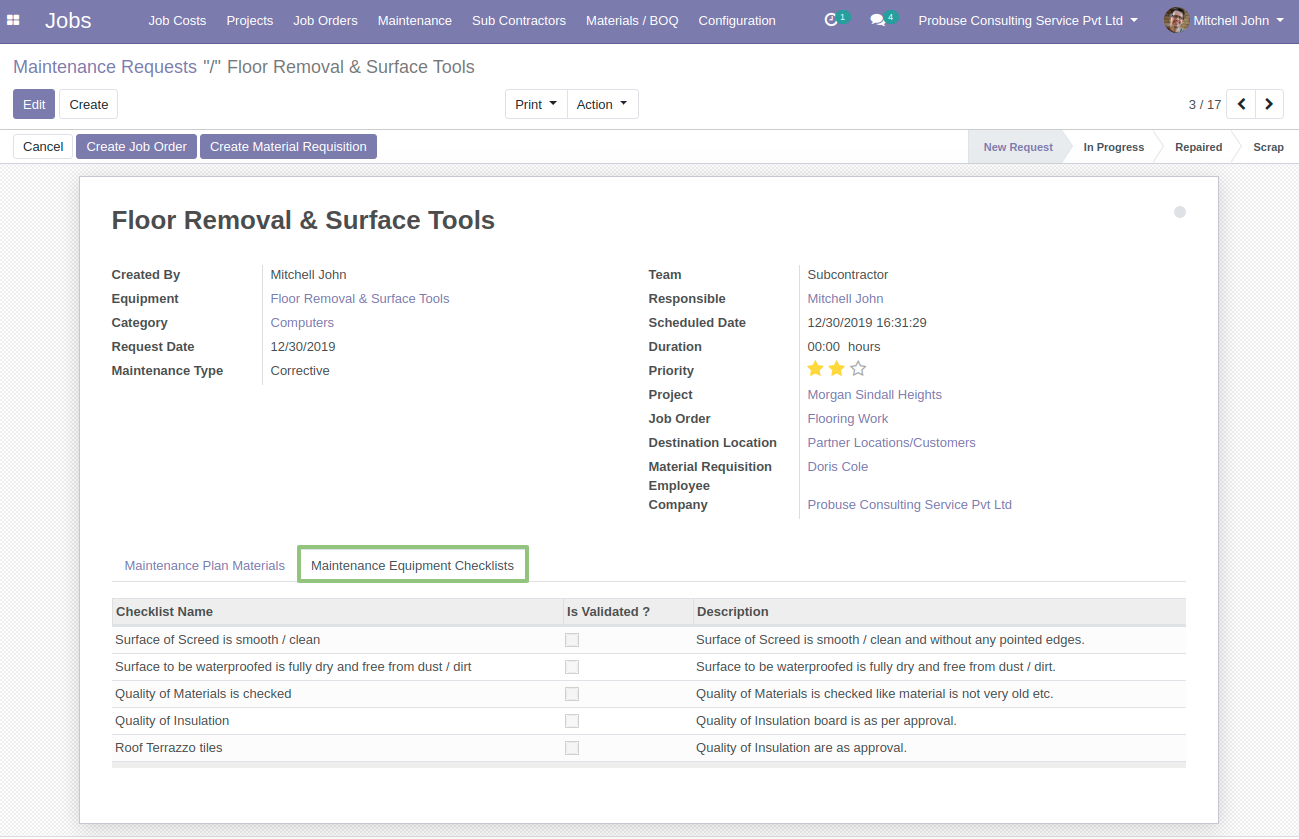 Jobs Job Costs Projects Job Orders Maintenance Sub Contractors Materials / BOQ Configuration 1 4 Probuse Consulting Service Pvt Ltd Mitchell John
Maintenance Requests "/" Floor Removal & Surface Tools
Edit Create Print Action 3 / 17
Cancel Create Job Order Create Material Requisition New Request In Progress Repaired Scrap
Floor Removal & Surface Tools
Created By Mitchell John
Equipment Floor Removal & Surface Tools
Category Computers
Request Date 12/30/2019
Maintenance Type Corrective
Team Subcontractor
Responsible Mitchell John
Scheduled Date 12/30/2019 16:31:29
Duration 00:00 hours
Priority
Project Morgan Sindall Heights
Job Order Flooring Work
Destination Location Partner Locations/Customers
Material Requisition Doris Cole
Employee
Company Probuse Consulting Service Pvt Ltd
Maintenance Plan Materials Maintenance Equipment Checklists
Checklist Name Is Validated ? Description
Surface of Screed is smooth / clean Surface of Screed is smooth / clean and without any pointed edges.
Surface to be waterproofed is fully dry and free from dust / dirt Surface to be waterproofed is fully dry and free from dust / dirt.
Quality of Materials is checked Quality of Materials is checked like material is not very old etc.
Quality of Insulation Quality of Insulation board is as per approval.
Roof Terrazzo tiles Quality of Insulation are as approval.